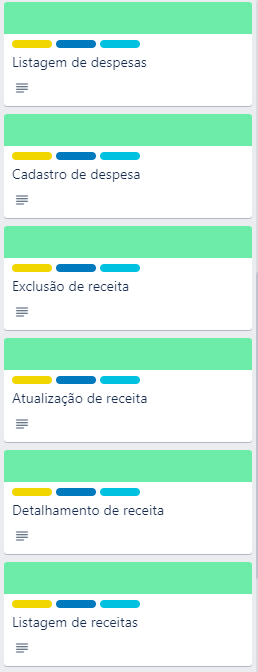 Listagem de despesas
Cadastro de despesa
Exclusão de receita
Atualização de receita
Detalhamento de receita
Listagem de receitas